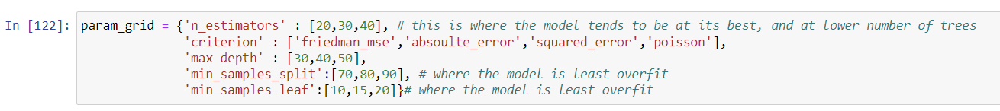 In [122]: param_grid = {'n_estimators' : [20,30,40], # this is where the model tends to be at its best, and at lower number of trees
'criterion' : ['friedman_mse','absoulte_error','squared_error','poisson'],
'max_depth' : [30,40,50],
'min_samples_split':[70,80,90], # where the model is least overfit
'min_samples_leaf':[10,15,20]}# where the model is least overfit